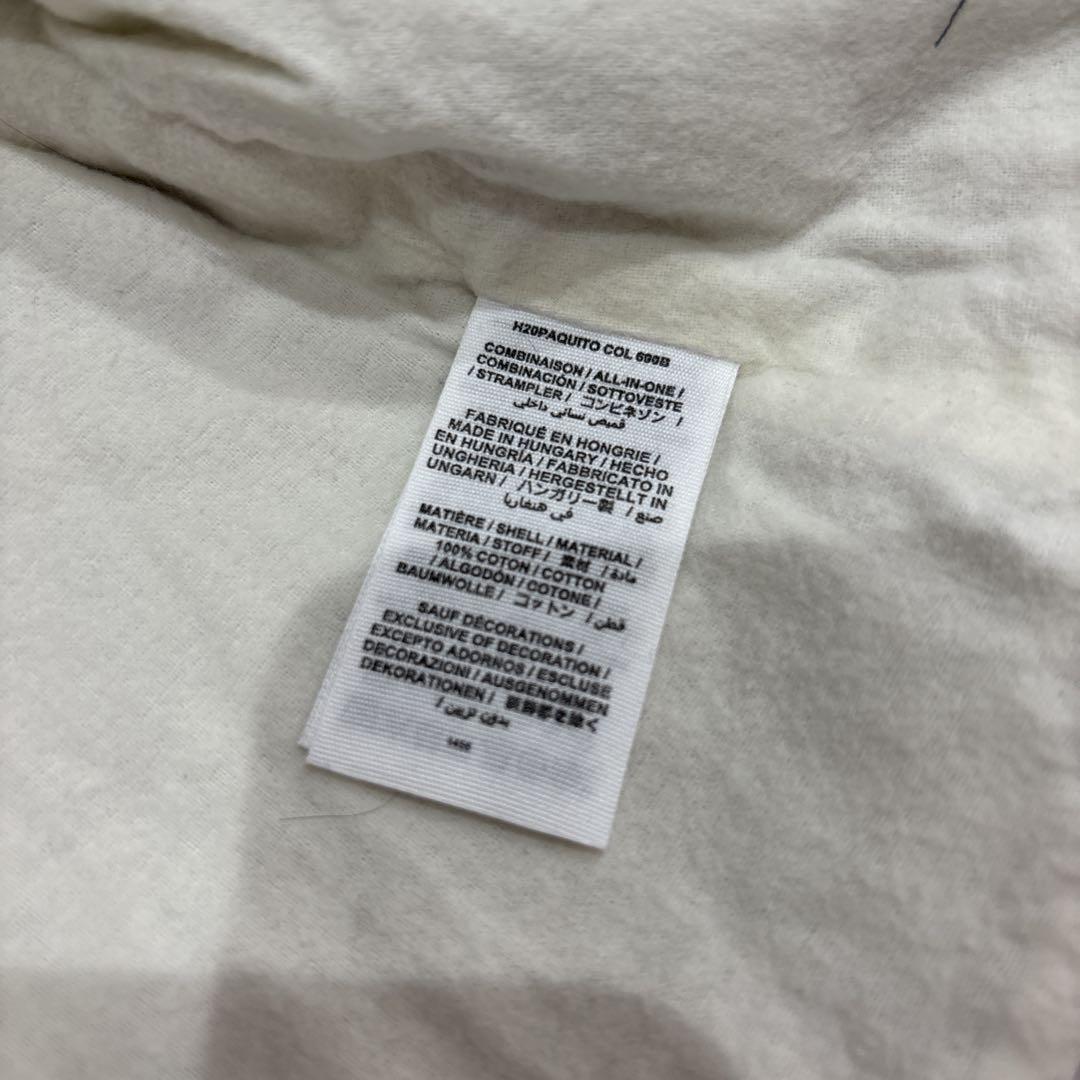 H20PAQUITO COL 690B
COMBINAISON / ALL-IN-ONE /
COMBINACIÓN / SOTTOVESTE
/ STRAMPLER / コンビネゾン /
قميص نسائي داخلي
FABRIQUÉ EN HONGRIE /
MADE IN HUNGARY / HECHO
EN HUNGRÍA / FABBRICATO IN
UNGHERIA / HERGESTELLT IN
UNGARN / ハンガリー製 / صنع
في هنغاريا
MATIÈRE / SHELL / MATERIAL /
MATERIA / STOFF / 素材 / مادة /
100% COTON / COTTON
/ ALGODÓN / COTONE /
BAUMWOLLE / コットン / قطن
SAUF DÉCORATIONS /
EXCLUSIVE OF DECORATION /
EXCEPTO ADORNOS / ESCLUSE
DECORAZIONI / AUSGENOMMEN
DEKORATIONEN / 装飾部を除く
/ بدون تزيين